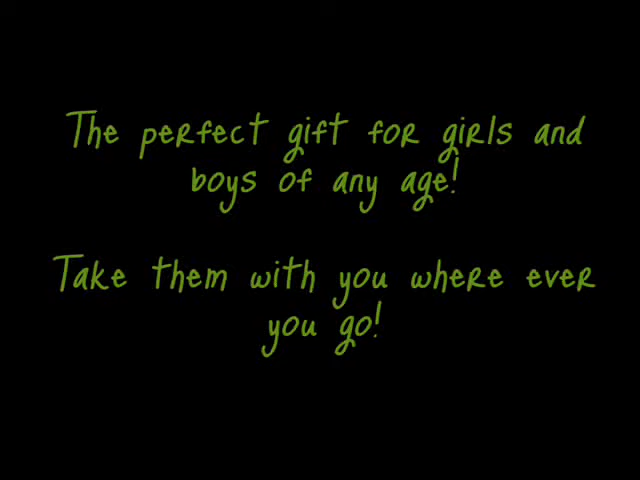 The perfect gift for girls and
boys of any age!
Take them with you where ever
you go!